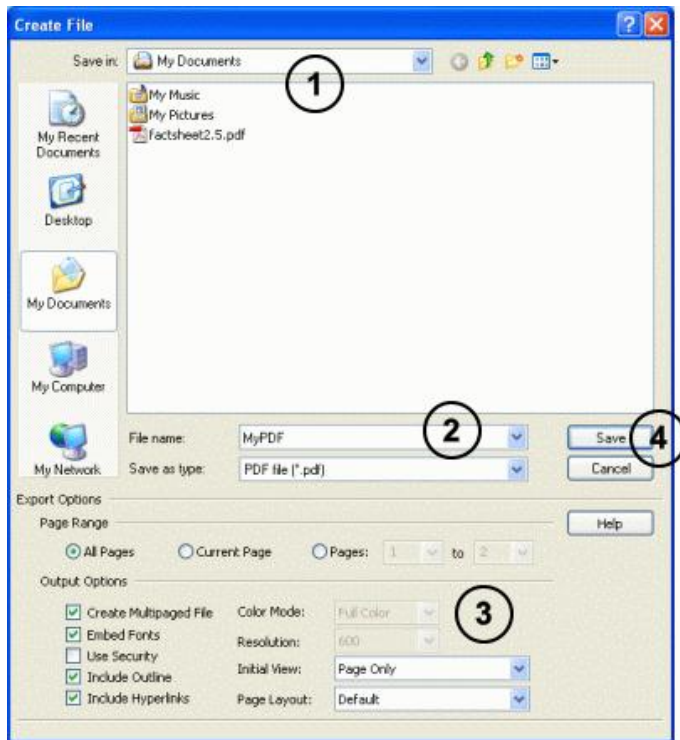 Create File
Save in: My Documents
1
My Music
My Pictures
factsheet2.5.pdf
My Recent
Documents
Desktop
My Documents
My Computer
My Network
File name: MyPDF
2
Save
4
Save as type: PDF file (*.pdf)
Cancel
Export Options
Page Range
Help
All Pages Current Page Pages: 1 to 2
Output Options
Create Multipaged File Color Mode: Full Color
3
Embed Fonts
Resolution: 600
Use Security
Initial View: Page Only
Include Outline
Include Hyperlinks Page Layout: Default